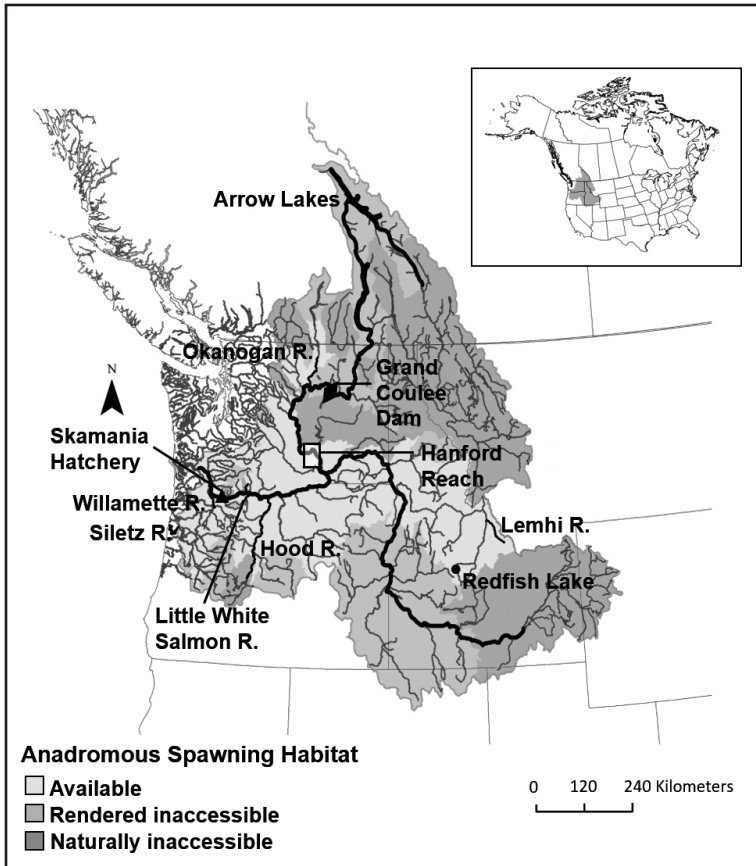 Arrow Lakes
Okanogan R.
N
Grand
Coulee
Dam
Skamania
Hatchery
Hanford
Reach
Willamette R.
Siletz R.
Lemhi R.
Hood R.
Redfish Lake
Little White
Salmon R.
Anadromous Spawning Habitat
Available
Rendered inaccessible
Naturally inaccessible
0 120 240 Kilometers